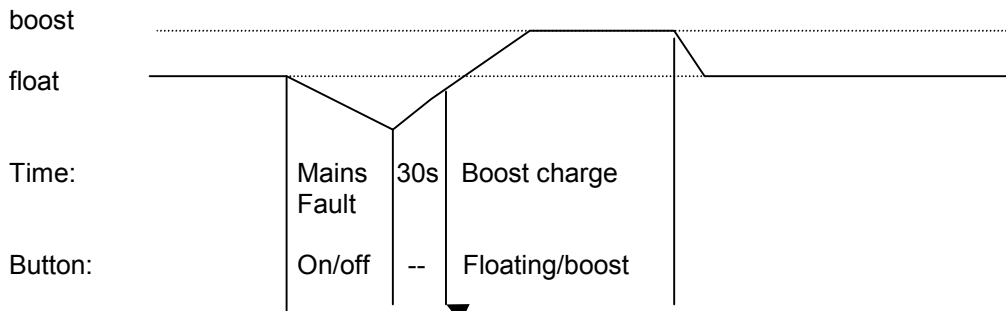 boost
float
Time: Mains 30s Boost charge
Fault
Button: On/off -- Floating/boost